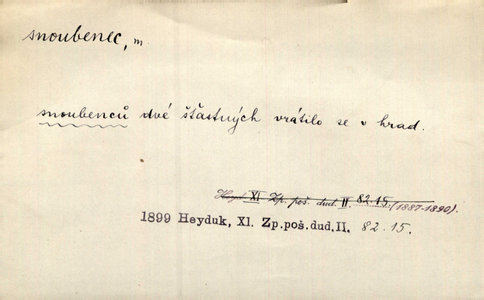 snoubenec, m.
snoubenců dvé šťastných vrátilo se v hrad.
Heyd XI Zp. poš. dud. II. 82.15. (1887-1890).
1899 Heyduk, XI. Zp.poš.dud.II. 82.15.